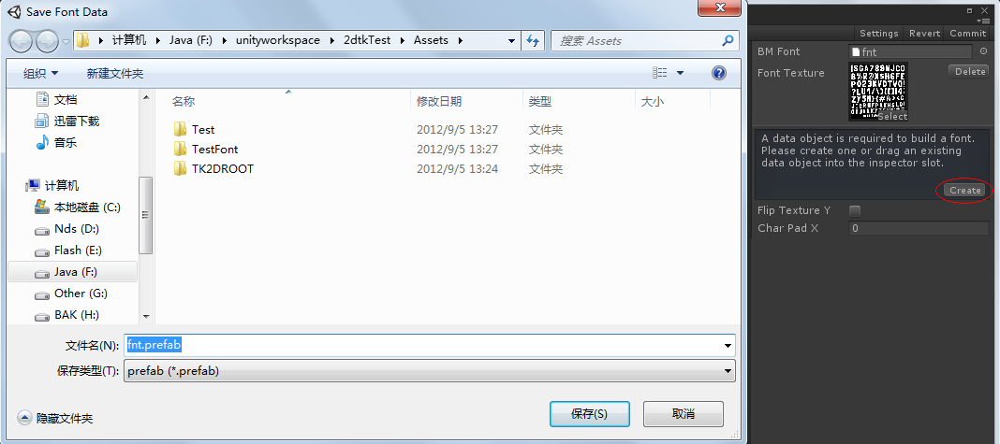 Save Font Data
计算机 Java (F:) unityworkspace 2dtkTest Assets
搜索 Assets
组织 新建文件夹
文档
迅雷下载
音乐
计算机
本地磁盘 (C:)
Nds (D:)
Flash (E:)
Java (F:)
Other (G:)
BAK (H:)
名称 修改日期 类型 大小
Test 2012/9/5 13:27 文件夹
TestFont 2012/9/5 13:27 文件夹
TK2DROOT 2012/9/5 13:24 文件夹
文件名(N): fnt.prefab
保存类型(T): prefab (*.prefab)
隐藏文件夹 保存(S) 取消
Settings Revert Commit
BM Font fnt
Font Texture Delete
Select
A data object is required to build a font.
Please create one or drag an existing
data object into the inspector slot.
Create
Flip Texture Y
Char Pad X 0